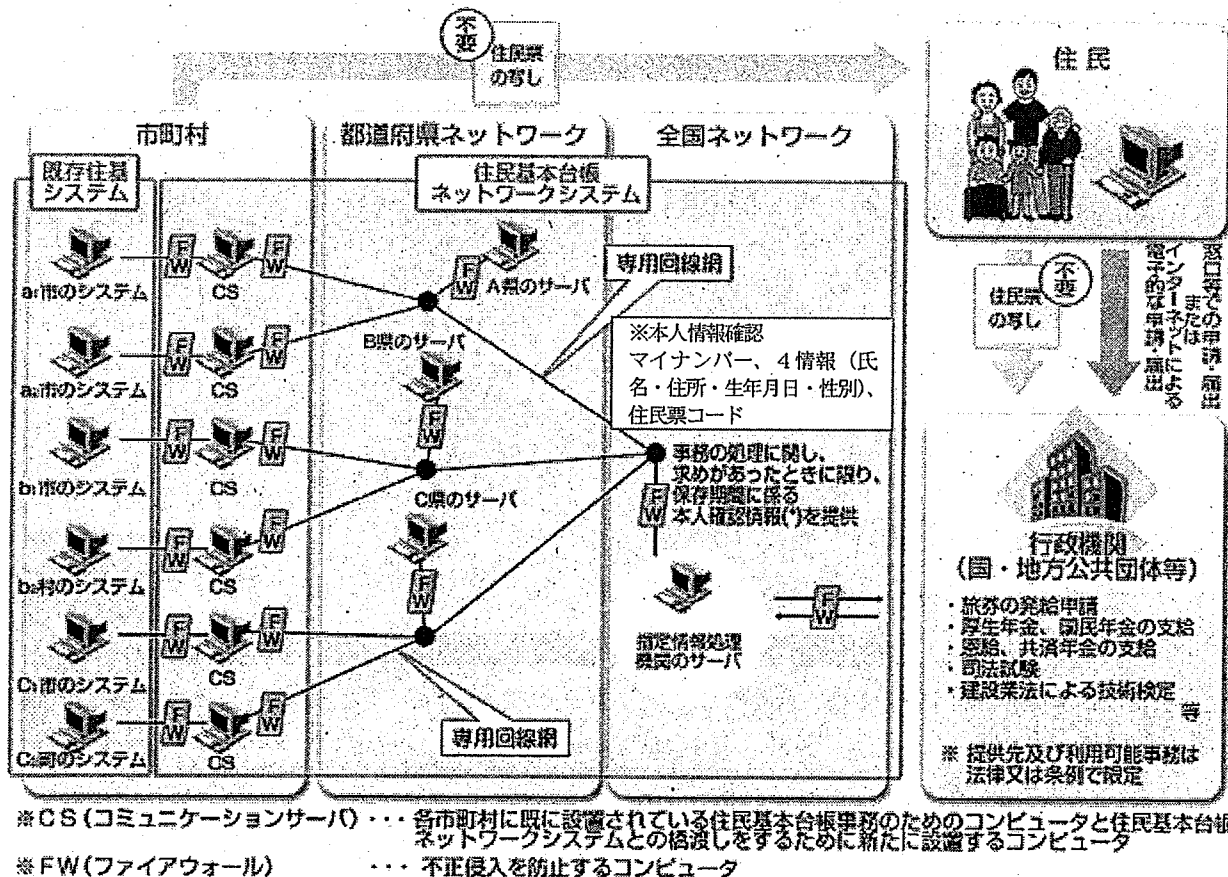 不要
住民票
の写し
住民
市町村
都道府県ネットワーク
全国ネットワーク
既存住基
システム
住民基本台帳
ネットワークシステム
FW
CS
FW
a1市のシステム
FW
CS
FW
a2市のシステム
FW
CS
FW
b1市のシステム
FW
CS
FW
b2村のシステム
FW
CS
FW
C1市のシステム
FW
CS
FW
C2町のシステム
FW
A県のサーバ
B県のサーバ
FW
C県のサーバ
FW
専用回線網
専用回線網
※本人情報確認
マイナンバー、4情報（氏
名・住所・生年月日・性別）、
住民票コード
事務の処理に関し、
求めがあったときに限り、
保存期間に係る
本人確認情報(*)を提供
FW
指定情報処理
機関のサーバ
FW
住民票
の写し
不要
窓口等での申請・届出
または
インターネットによる
電子的な申請・届出
行政機関
（国・地方公共団体等）
・旅券の発給申請
・厚生年金、国民年金の支給
・恩給、共済年金の支給
・司法試験
・建設業法による技術検定
等
※ 提供先及び利用可能事務は
法律又は条例で限定
※CS(コミュニケーションサーバ)・・・各市町村に既に設置されている住民基本台帳事務のためのコンピュータと住民基本台帳
ネットワークシステムとの橋渡しをするために新たに設置するコンピュータ
※FW(ファイアウォール)　・・・不正侵入を防止するコンピュータ